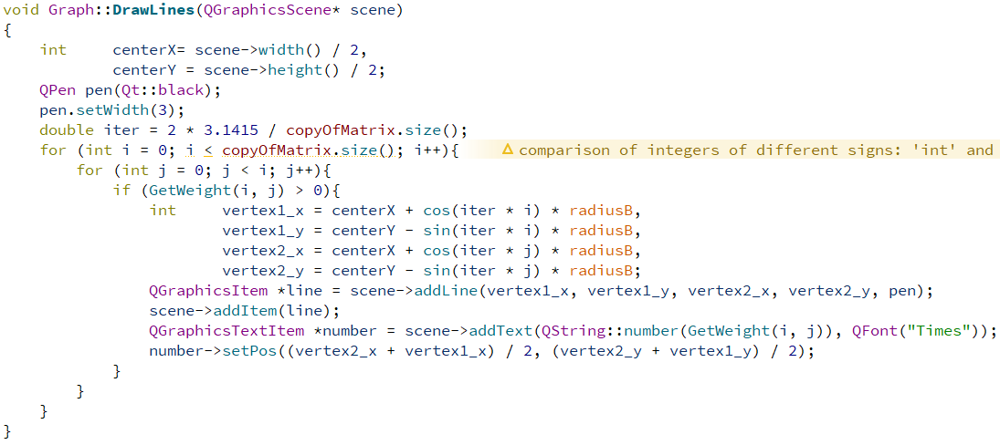 void Graph::DrawLines(QGraphicsScene* scene)
{
    int     centerX= scene->width() / 2,
            centerY = scene->height() / 2;
    QPen pen(Qt::black);
    pen.setWidth(3);
    double iter = 2 * 3.1415 / copyOfMatrix.size();
    for (int i = 0; i < copyOfMatrix.size(); i++){    ⚠ comparison of integers of different signs: 'int' and
        for (int j = 0; j < i; j++){
            if (GetWeight(i, j) > 0){
                int     vertex1_x = centerX + cos(iter * i) * radiusB,
                        vertex1_y = centerY - sin(iter * i) * radiusB,
                        vertex2_x = centerX + cos(iter * j) * radiusB,
                        vertex2_y = centerY - sin(iter * j) * radiusB;
                QGraphicsItem *line = scene->addLine(vertex1_x, vertex1_y, vertex2_x, vertex2_y, pen);
                scene->addItem(line);
                QGraphicsTextItem *number = scene->addText(QString::number(GetWeight(i, j)), QFont("Times"));
                number->setPos((vertex2_x + vertex1_x) / 2, (vertex2_y + vertex1_y) / 2);
            }
        }
    }
}